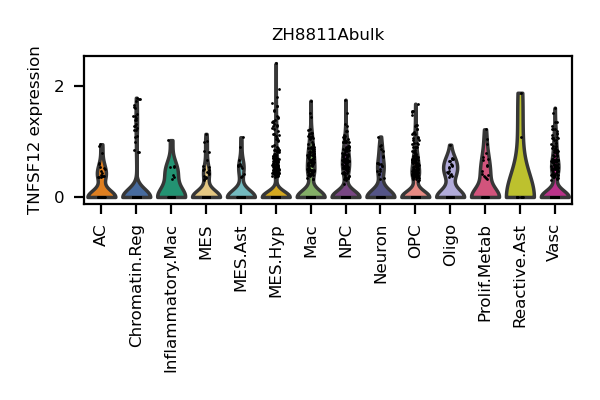 ZH8811Abulk
TNFSF12 expression
2
0
AC
Chromatin.Reg
Inflammatory.Mac
MES
MES.Ast
MES.Hyp
Mac
NPC
Neuron
OPC
Oligo
Prolif.Metab
Reactive.Ast
Vasc